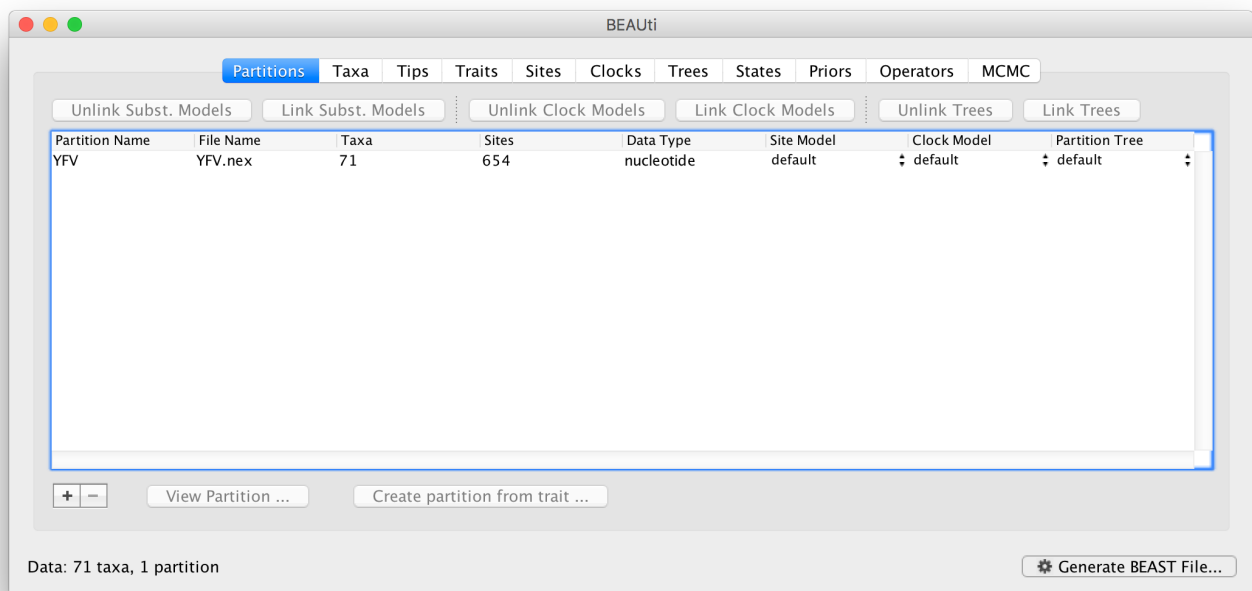 BEAUti
Partitions Taxa Tips Traits Sites Clocks Trees States Priors Operators MCMC
Unlink Subst. Models Link Subst. Models Unlink Clock Models Link Clock Models Unlink Trees Link Trees
Partition Name File Name Taxa Sites Data Type Site Model Clock Model Partition Tree
YFV YFV.nex 71 654 nucleotide default default default
+ − View Partition ... Create partition from trait ...
Data: 71 taxa, 1 partition Generate BEAST File...